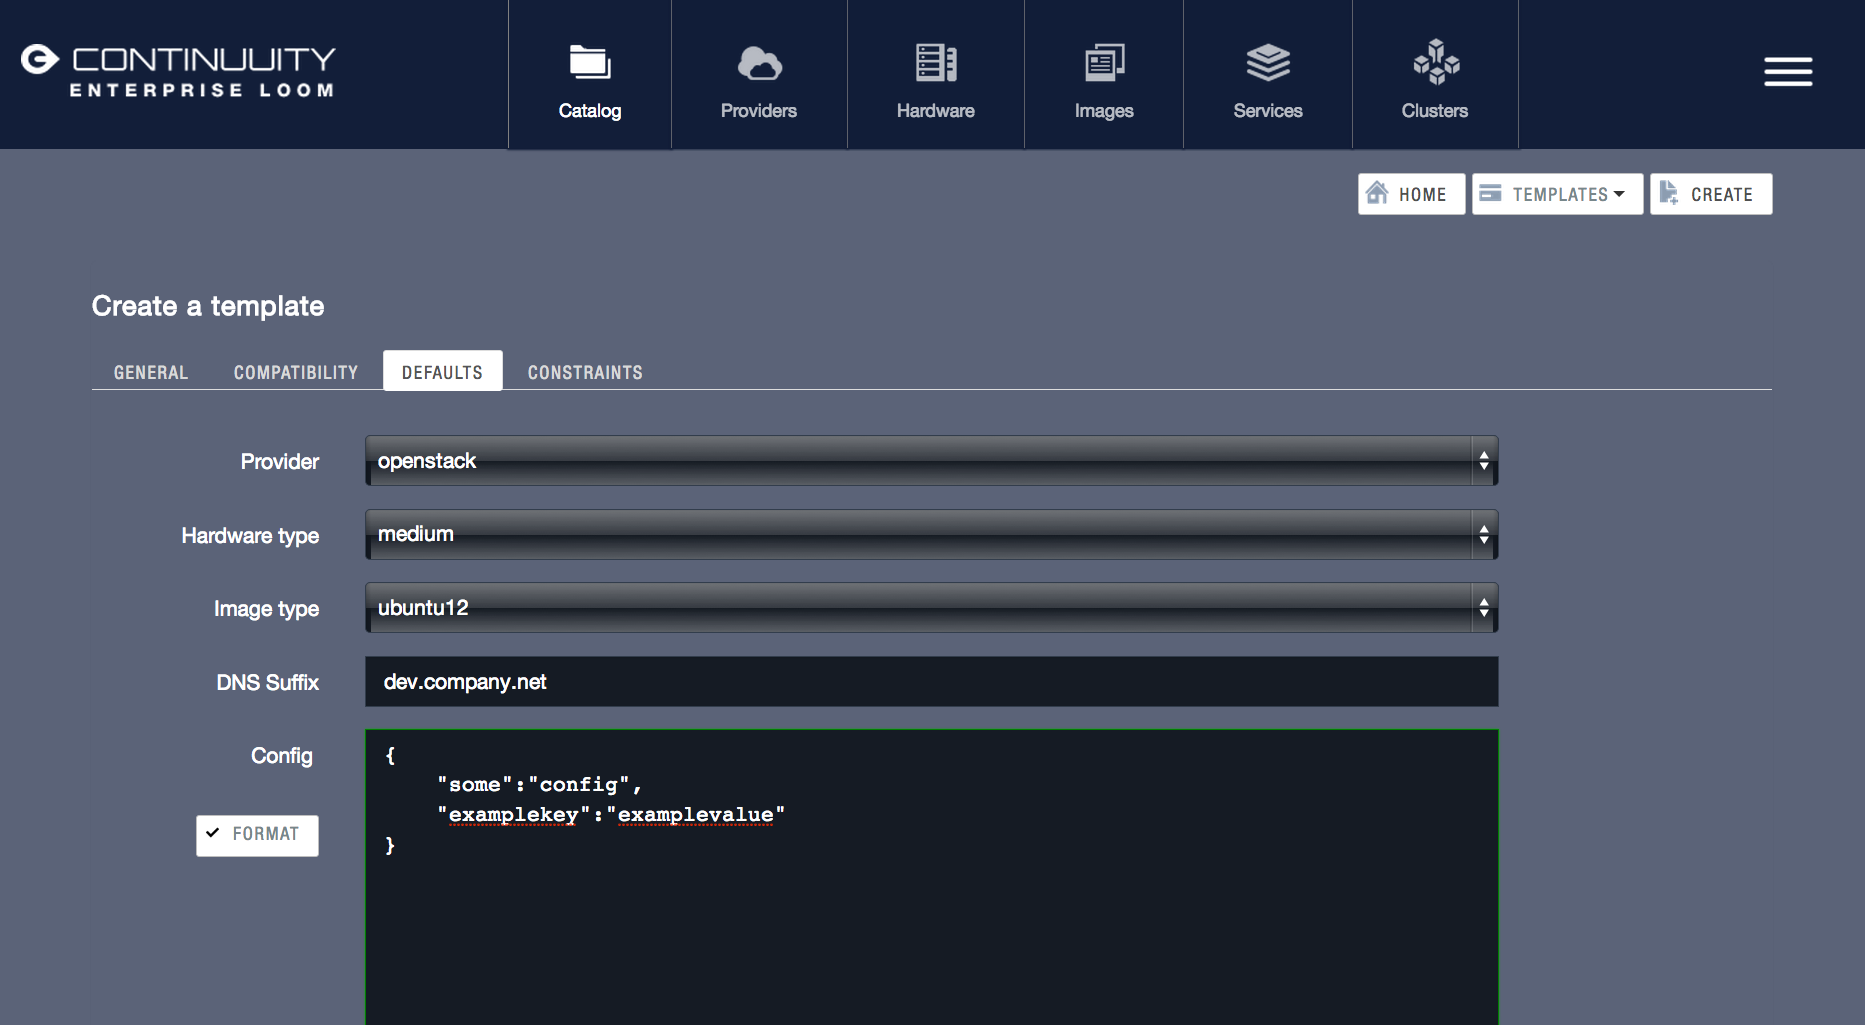 CONTINUUITY
ENTERPRISE LOOM
Catalog
Providers
Hardware
Images
Services
Clusters
HOME
TEMPLATES
CREATE
Create a template
GENERAL
COMPATIBILITY
DEFAULTS
CONSTRAINTS
Provider
openstack
Hardware type
medium
Image type
ubuntu12
DNS Suffix
dev.company.net
Config
{
"some":"config",
"examplekey":"examplevalue"
}
FORMAT